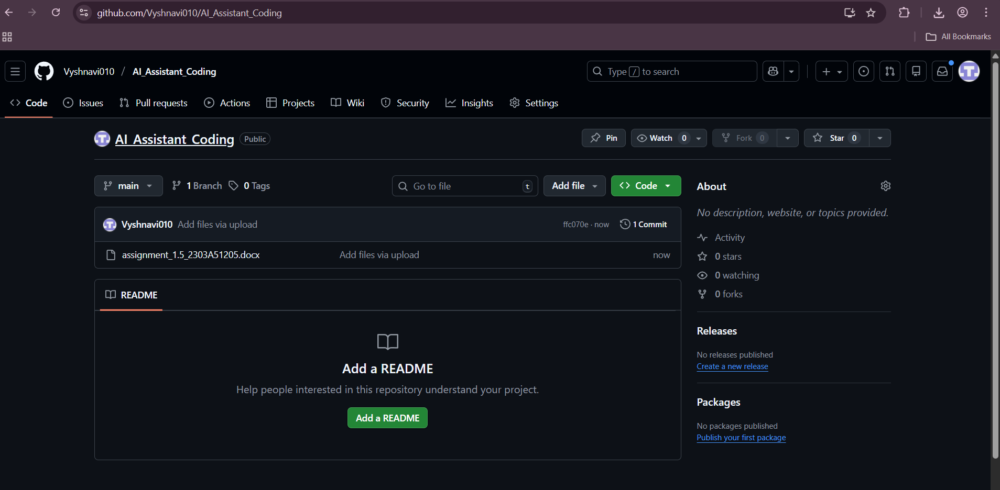 github.com/Vyshnavi010/AI_Assistant_Coding
All Bookmarks
Vyshnavi010 / AI_Assistant_Coding
Type / to search
Code Issues Pull requests Actions Projects Wiki Security Insights Settings
AI_Assistant_Coding Public
Pin Watch 0 Fork 0 Star 0
main 1 Branch 0 Tags
Go to file t
Add file
Code
Vyshnavi010 Add files via upload ffc070e · now 1 Commit
assignment_1.5_2303A51205.docx Add files via upload now
README
Add a README
Help people interested in this repository understand your project.
Add a README
About
No description, website, or topics provided.
Activity
0 stars
0 watching
0 forks
Releases
No releases published
Create a new release
Packages
No packages published
Publish your first package